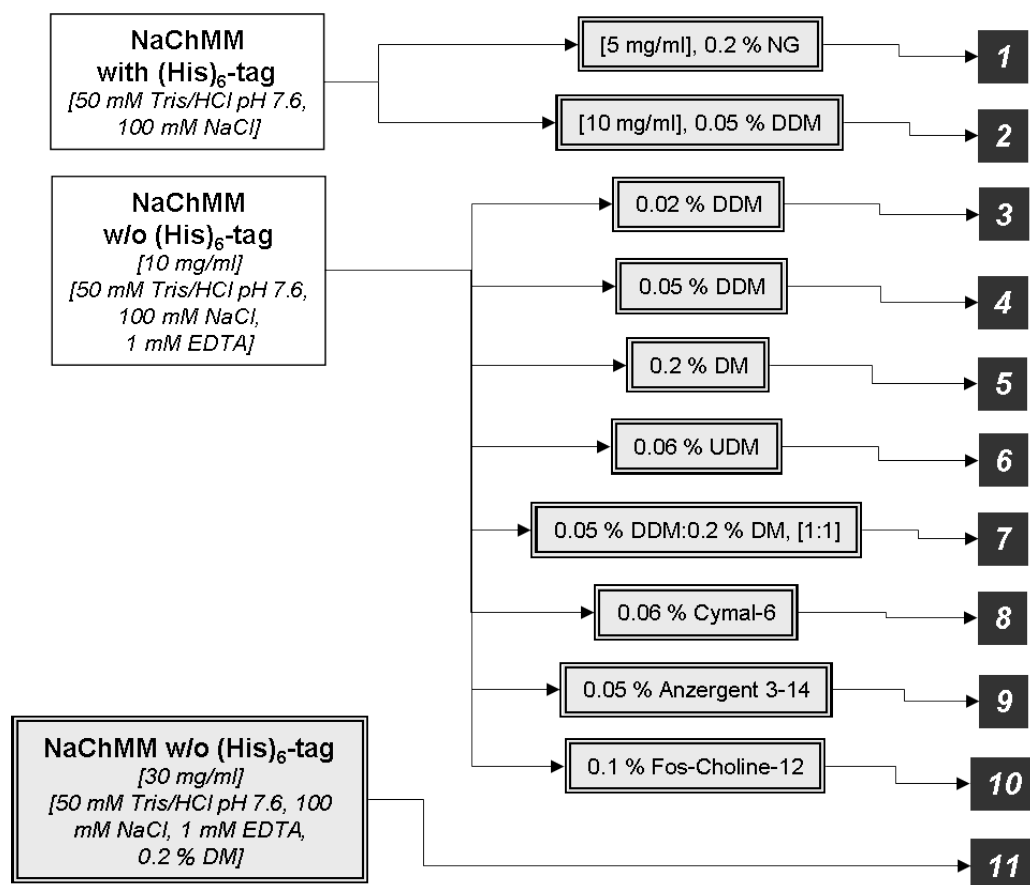 NaChMM
with (His)6-tag
[50 mM Tris/HCl pH 7.6,
100 mM NaCl]
[5 mg/ml], 0.2 % NG
1
[10 mg/ml], 0.05 % DDM
2
NaChMM
w/o (His)6-tag
[10 mg/ml]
[50 mM Tris/HCl pH 7.6,
100 mM NaCl,
1 mM EDTA]
0.02 % DDM
3
0.05 % DDM
4
0.2 % DM
5
0.06 % UDM
6
0.05 % DDM:0.2 % DM, [1:1]
7
0.06 % Cymal-6
8
0.05 % Anzergent 3-14
9
0.1 % Fos-Choline-12
10
NaChMM w/o (His)6-tag
[30 mg/ml]
[50 mM Tris/HCl pH 7.6, 100
mM NaCl, 1 mM EDTA,
0.2 % DM]
11